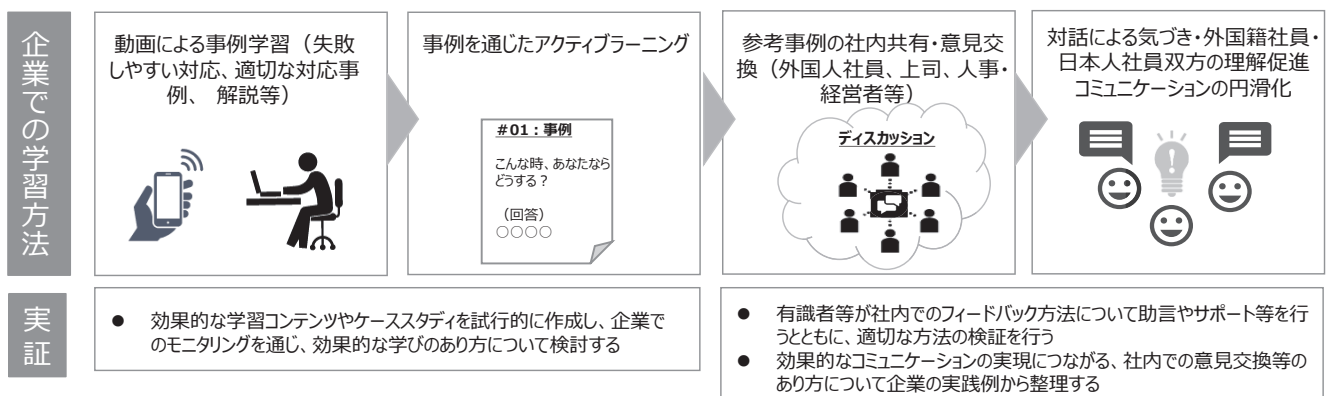 企業での学習方法
動画による事例学習（失敗
しやすい対応、適切な対応事
例、 解説等）
事例を通じたアクティブラーニング
#01：事例
こんな時、あなたなら
どうする？
（回答）
○○○○
参考事例の社内共有・意見交
換（外国人社員、上司、人事・
経営者等）
ディスカッション
対話による気づき・外国籍社員・
日本人社員双方の理解促進
コミュニケーションの円滑化
実証
● 効果的な学習コンテンツやケーススタディを試行的に作成し、企業で
のモニタリングを通じ、効果的な学びのあり方について検討する
● 有識者等が社内でのフィードバック方法について助言やサポート等を行
うとともに、適切な方法の検証を行う
● 効果的なコミュニケーションの実現につながる、社内での意見交換等の
あり方について企業の実践例から整理する